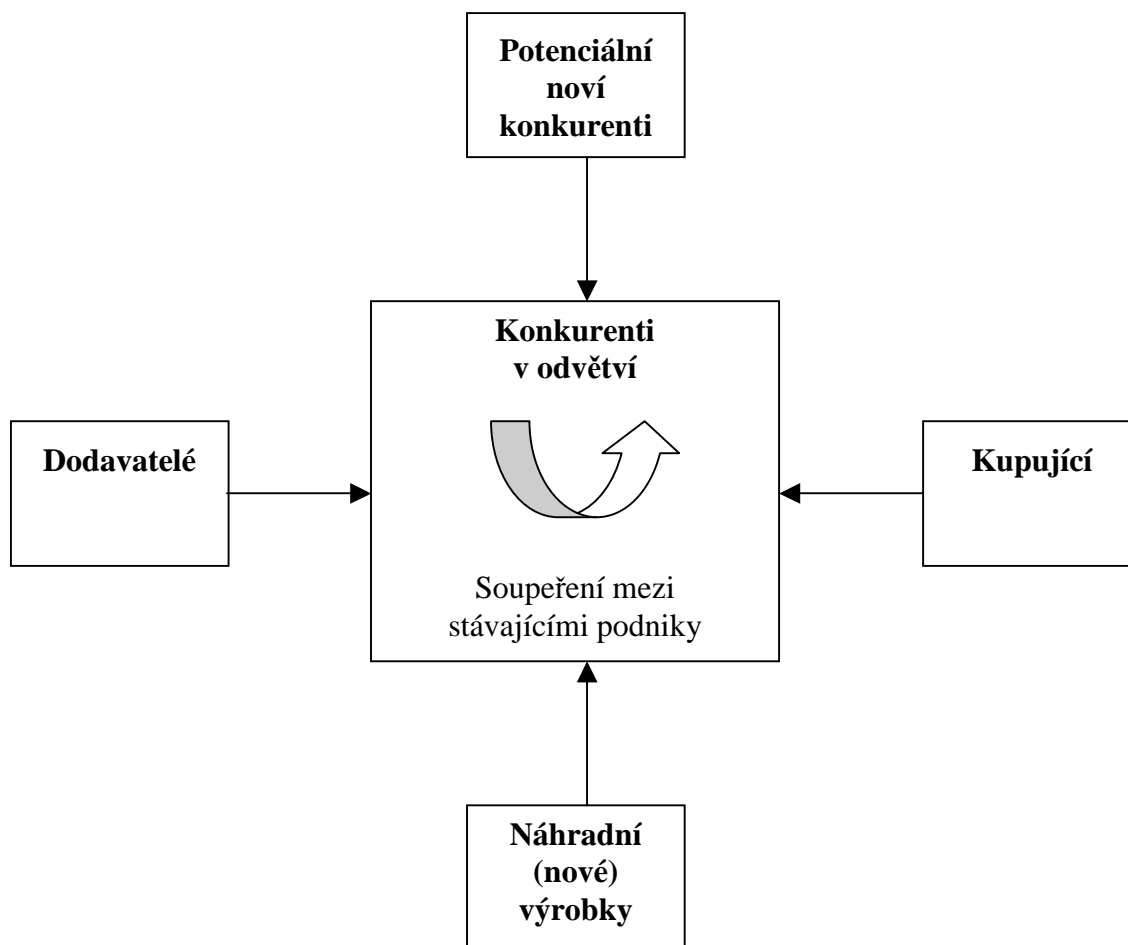 Potenciální
noví
konkurenti
Konkurenti
v odvětví
Dodavatelé
Kupující
Soupeření mezi
stávajícími podniky
Náhradní
(nové)
výrobky